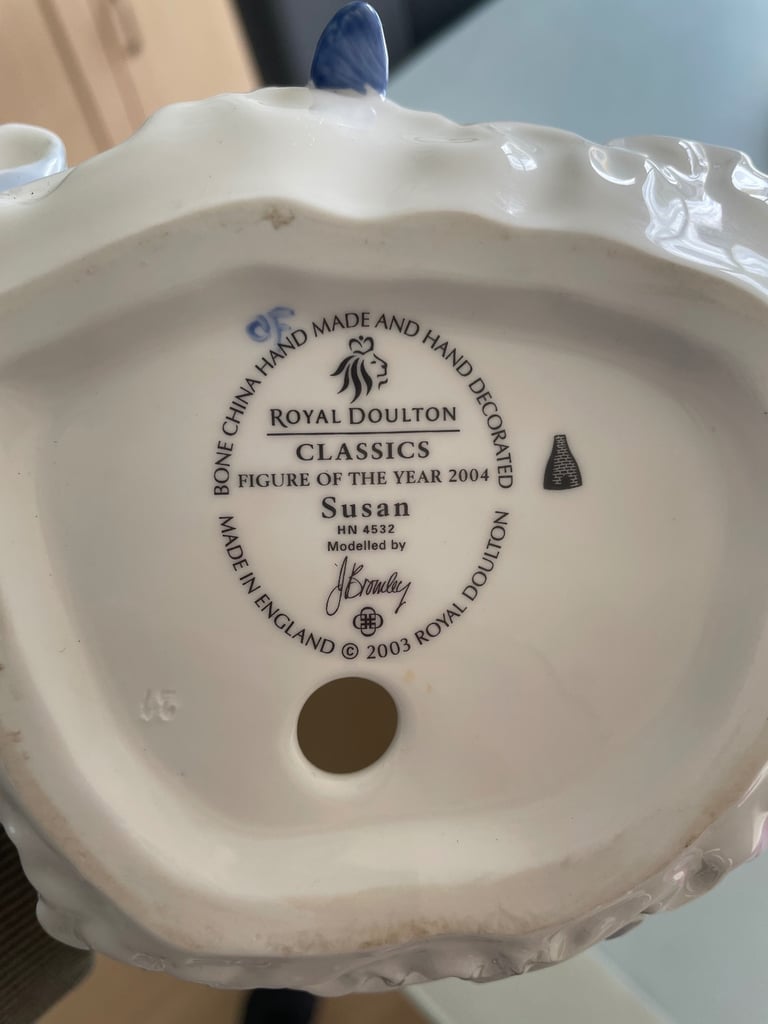 BONE CHINA HAND MADE AND HAND DECORATED
ROYAL DOULTON
CLASSICS
FIGURE OF THE YEAR 2004
Susan
HN 4532
Modelled by
J Bromley
MADE IN ENGLAND © 2003 ROYAL DOULTON